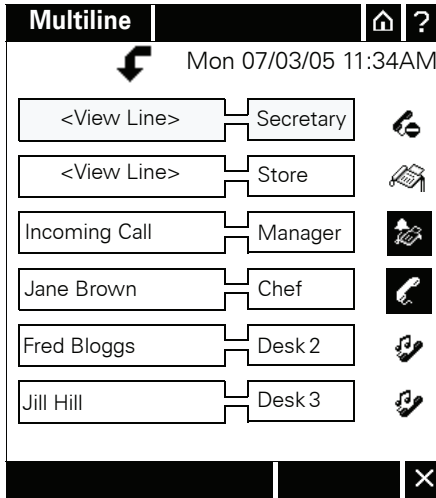 Multiline ?
Mon 07/03/05 11:34AM
<View Line> Secretary
<View Line> Store
Incoming Call Manager
Jane Brown Chef
Fred Bloggs Desk 2
Jill Hill Desk 3